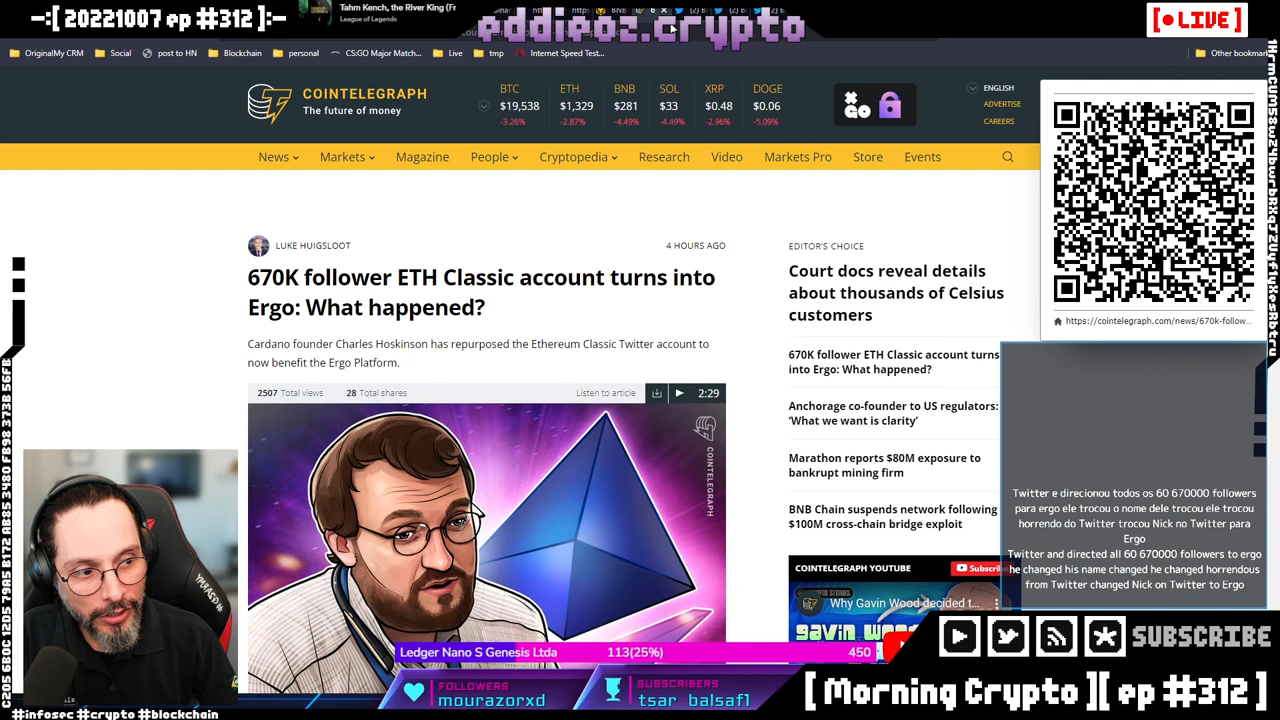 -:[ 20221007 ep #312 ]:-
Tahm Kench, the River King (Fr
League of Legends
eddieoz.crypto
[● LIVE]
OriginalMy CRM
Social
post to HN
Blockchain
personal
CS:GO Major Match...
Live
tmp
Internet Speed Test...
Other bookmar
COINTELEGRAPH
The future of money
BTC ETH BNB SOL XRP DOGE
$19,538 $1,329 $281 $33 $0.48 $0.06
-3.26% -2.87% -4.49% -4.49% -2.96% -5.09%
ENGLISH
ADVERTISE
CAREERS
News Markets Magazine People Cryptopedia Research Video Markets Pro Store Events
LUKE HUIGSLOOT
4 HOURS AGO
670K follower ETH Classic account turns into
Ergo: What happened?
Cardano founder Charles Hoskinson has repurposed the Ethereum Classic Twitter account to
now benefit the Ergo Platform.
2507 Total views 28 Total shares Listen to article 2:29
COINTELEGRAPH
EDITOR'S CHOICE
Court docs reveal details
about thousands of Celsius
customers
670K follower ETH Classic account turns
into Ergo: What happened?
Anchorage co-founder to US regulators:
‘What we want is clarity’
Marathon reports $80M exposure to
bankrupt mining firm
BNB Chain suspends network following
$100M cross-chain bridge exploit
COINTELEGRAPH YOUTUBE
Subscribe
Why Gavin Wood decided t...
https://cointelegraph.com/news/670k-follow...
Twitter e direcionou todos os 60 670000 followers
para ergo ele trocou o nome dele trocou ele trocou
horrendo do Twitter trocou Nick no Twitter para
Ergo
Twitter and directed all 60 670000 followers to ergo
he changed his name changed he changed horrendous
from Twitter changed Nick on Twitter to Ergo
Ledger Nano S Genesis Ltda 113(25%) 450
FOLLOWERS
mourazorxd
SUBSCRIBERS
tsar_balsaf1
SUBSCRIBE
[ Morning Crypto ][ ep #312 ]
#infosec #crypto #blockchain